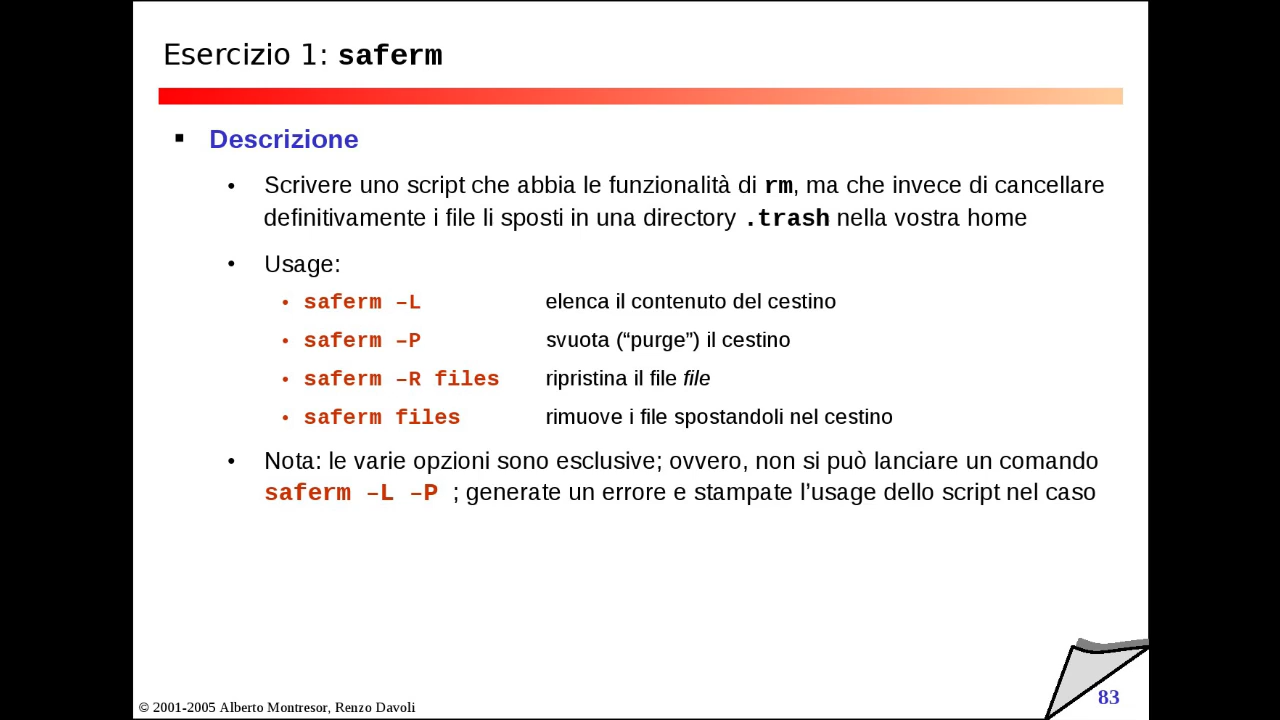 Esercizio 1: saferm
▪ Descrizione
• Scrivere uno script che abbia le funzionalità di rm, ma che invece di cancellare
definitivamente i file li sposti in una directory .trash nella vostra home
• Usage:
• saferm –L elenca il contenuto del cestino
• saferm –P svuota (“purge”) il cestino
• saferm –R files ripristina il file file
• saferm files rimuove i file spostandoli nel cestino
• Nota: le varie opzioni sono esclusive; ovvero, non si può lanciare un comando
saferm –L –P ; generate un errore e stampate l’usage dello script nel caso
© 2001-2005 Alberto Montresor, Renzo Davoli
83